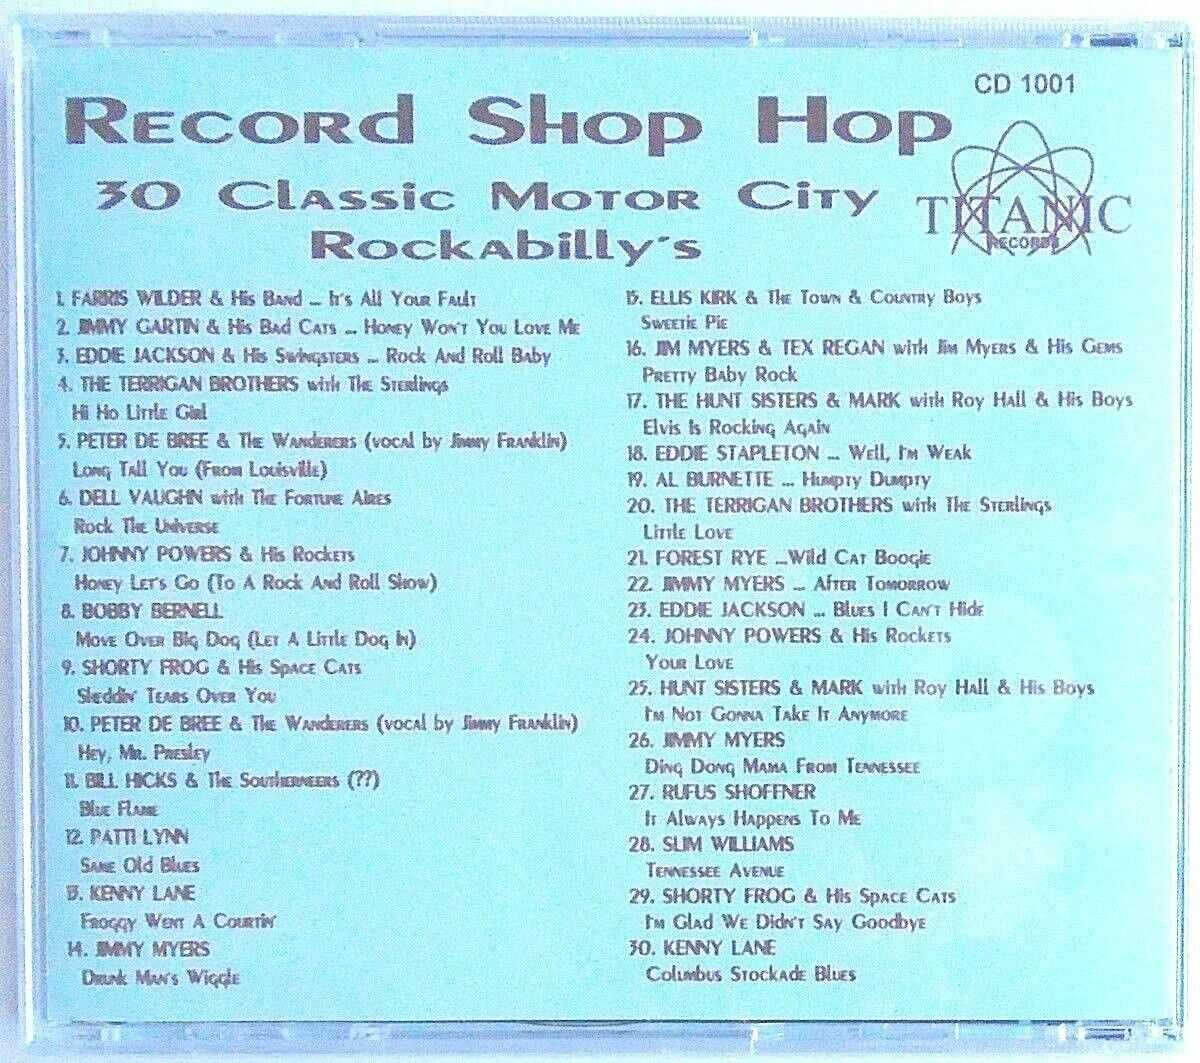 CD 1001
Record Shop Hop
30 Classic Motor City
Rockabilly's
TITANIC
RECORDS
1. FARRIS WILDER & His Band ... It's All Your Fault
2. JIMMY GARTIN & His Bad Cats ... Honey Won't You Love Me
3. EDDIE JACKSON & His Swingsters ... Rock And Roll Baby
4. THE TERRIGAN BROTHERS with The Sterlings
Hi Ho Little Girl
5. PETER DE BREE & The Wanderers (vocal by Jimmy Franklin)
Long Tall You (From Louisville)
6. DELL VAUGHN with The Fortune Aires
Rock The Universe
7. JOHNNY POWERS & His Rockets
Honey Let's Go (To A Rock And Roll Show)
8. BOBBY BERNELL
Move Over Big Dog (Let A Little Dog In)
9. SHORTY FROG & His Space Cats
Sheddin' Tears Over You
10. PETER DE BREE & The Wanderers (vocal by Jimmy Franklin)
Hey, Mr. Presley
11. BILL HICKS & The Southerneers (??)
Blue Flame
12. PATTI LYNN
Same Old Blues
13. KENNY LANE
Froggy Went A Courtin'
14. JIMMY MYERS
Drunk Man's Wiggle
15. ELLIS KIRK & The Town & Country Boys
Sweetie Pie
16. JIM MYERS & TEX REGAN with Jim Myers & His Gems
Pretty Baby Rock
17. THE HUNT SISTERS & MARK with Roy Hall & His Boys
Elvis Is Rocking Again
18. EDDIE STAPLETON ... Well, I'm Weak
19. AL BURNETTE ... Humpty Dumpty
20. THE TERRIGAN BROTHERS with The Sterlings
Little Love
21. FOREST RYE ...Wild Cat Boogie
22. JIMMY MYERS ... After Tomorrow
23. EDDIE JACKSON ... Blues I Can't Hide
24. JOHNNY POWERS & His Rockets
Your Love
25. HUNT SISTERS & MARK with Roy Hall & His Boys
I'm Not Gonna Take It Anymore
26. JIMMY MYERS
Ding Dong Mama From Tennessee
27. RUFUS SHOFFNER
It Always Happens To Me
28. SLIM WILLIAMS
Tennessee Avenue
29. SHORTY FROG & His Space Cats
I'm Glad We Didn't Say Goodbye
30. KENNY LANE
Columbus Stockade Blues